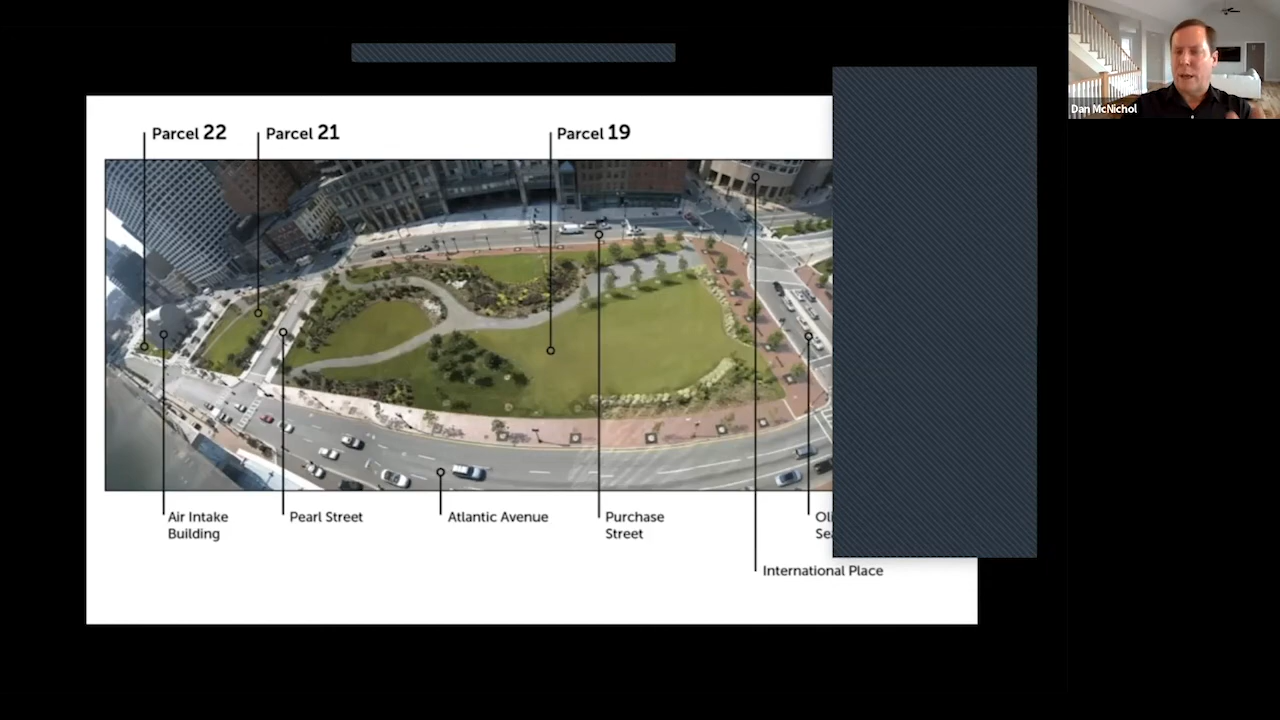 Dan McNichol
Parcel 22
Parcel 21
Parcel 19
Air Intake
Building
Pearl Street
Atlantic Avenue
Purchase
Street
International Place